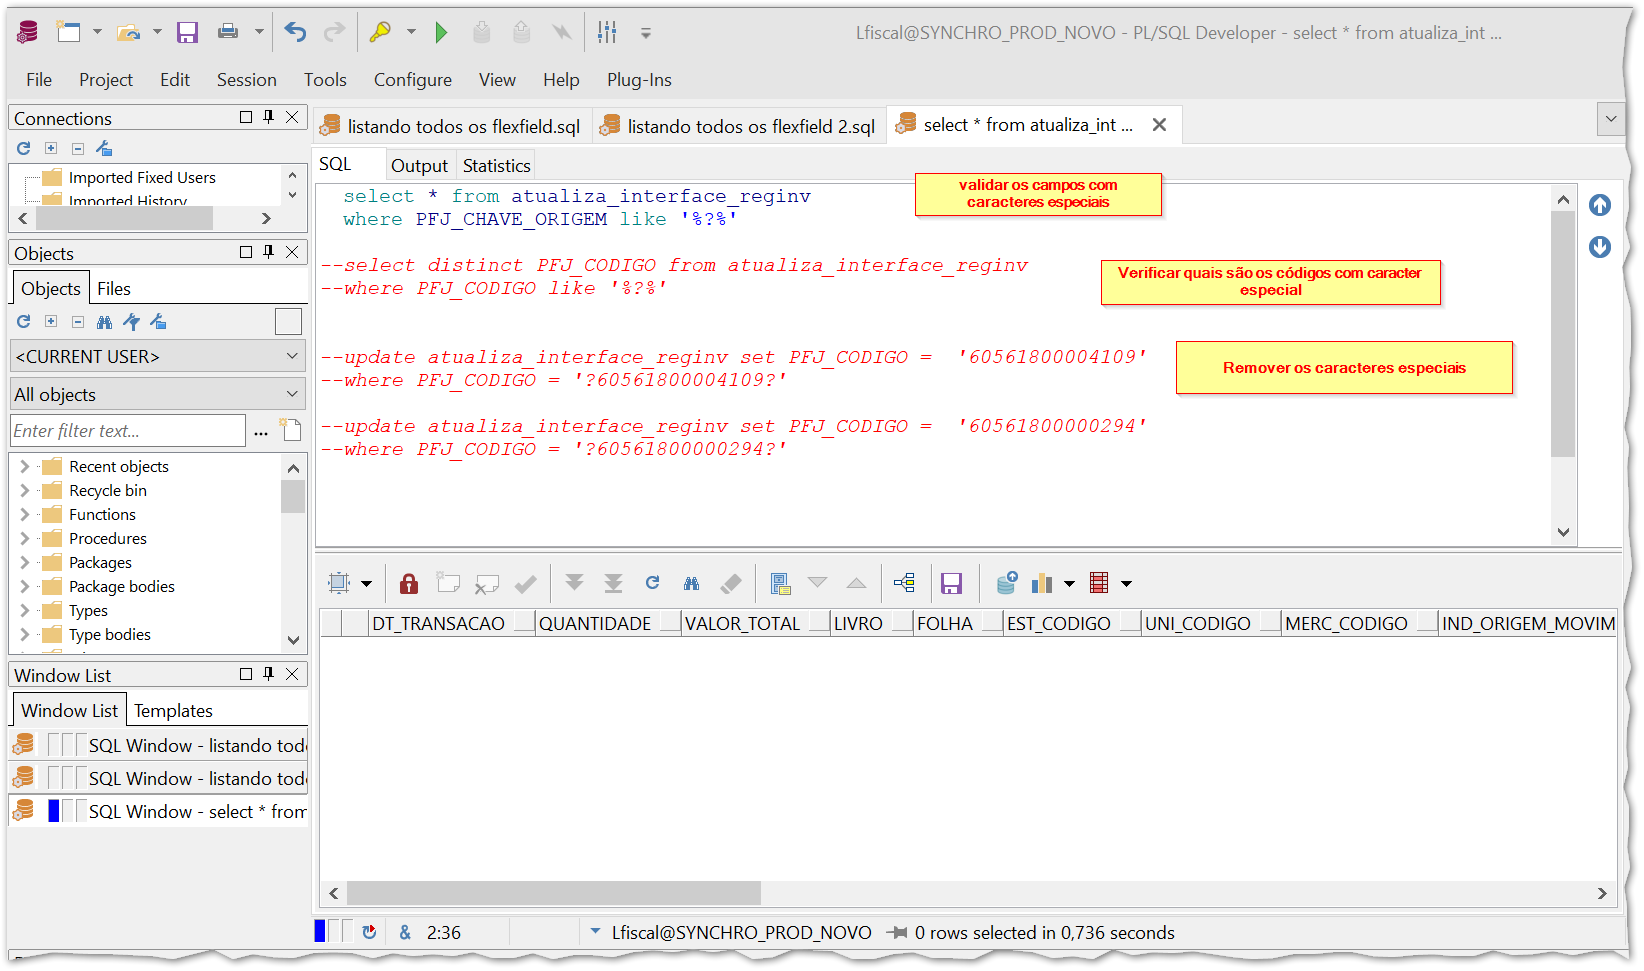 Lfiscal@SYNCHRO_PROD_NOVO - PL/SQL Developer - select * from atualiza_int ...
File Project Edit Session Tools Configure View Help Plug-Ins
Connections
Imported Fixed Users
Imported History
Objects
Objects Files
<CURRENT USER>
All objects
Enter filter text...
...
Recent objects
Recycle bin
Functions
Procedures
Packages
Package bodies
Types
Type bodies
Window List
Window List Templates
SQL Window - listando tod
SQL Window - listando tod
SQL Window - select * from
listando todos os flexfield.sql listando todos os flexfield 2.sql select * from atualiza_int ...
SQL Output Statistics
select * from atualiza_interface_reginv
where PFJ_CHAVE_ORIGEM like '%?%'
validar os campos com
caracteres especiais
--select distinct PFJ_CODIGO from atualiza_interface_reginv
--where PFJ_CODIGO like '%?%'
Verificar quais são os códigos com caracter
especial
--update atualiza_interface_reginv set PFJ_CODIGO =  '60561800004109'
--where PFJ_CODIGO = '?60561800004109?'
Remover os caracteres especiais
--update atualiza_interface_reginv set PFJ_CODIGO =  '60561800000294'
--where PFJ_CODIGO = '?60561800000294?'
DT_TRANSACAO QUANTIDADE VALOR_TOTAL LIVRO FOLHA EST_CODIGO UNI_CODIGO MERC_CODIGO IND_ORIGEM_MOVIM
& 2:36 Lfiscal@SYNCHRO_PROD_NOVO 0 rows selected in 0,736 seconds